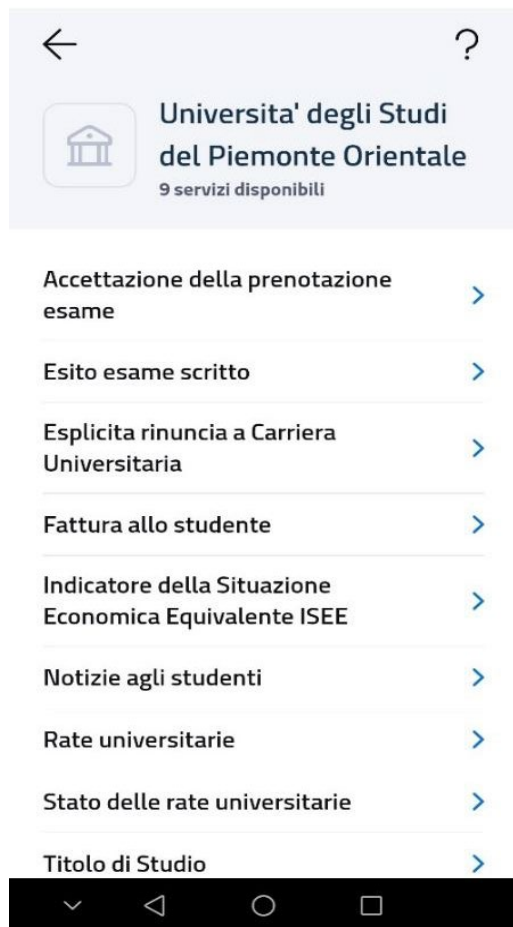 ?
Universita' degli Studi
del Piemonte Orientale
9 servizi disponibili
Accettazione della prenotazione
esame
Esito esame scritto
Esplicita rinuncia a Carriera
Universitaria
Fattura allo studente
Indicatore della Situazione
Economica Equivalente ISEE
Notizie agli studenti
Rate universitarie
Stato delle rate universitarie
Titolo di Studio